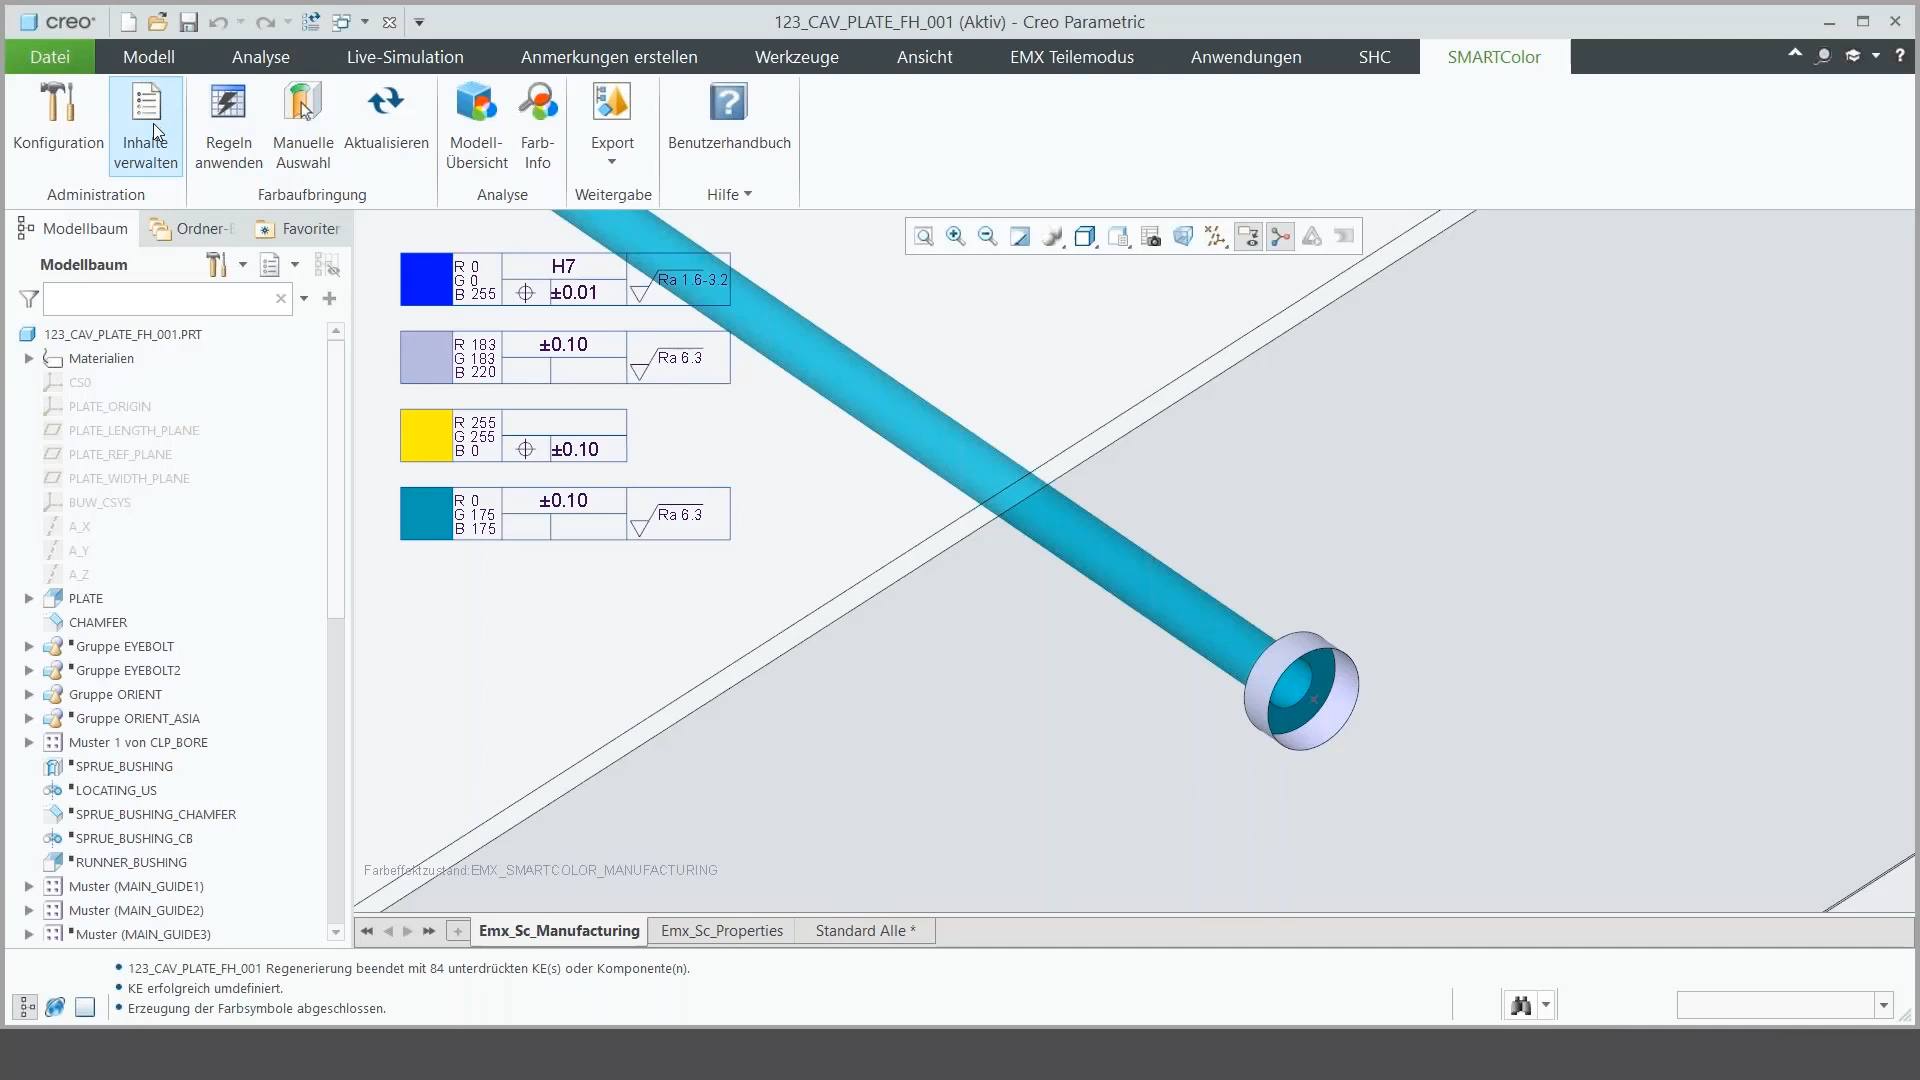 creo
123_CAV_PLATE_FH_001 (Aktiv) - Creo Parametric
Datei Modell Analyse Live-Simulation Anmerkungen erstellen Werkzeuge Ansicht EMX Teilemodus Anwendungen SHC SMARTColor
Konfiguration
Inhalte verwalten
Regeln anwenden
Manuelle Auswahl
Aktualisieren
Modell-Übersicht
Farb-Info
Export
Benutzerhandbuch
Administration Farbaufbringung Analyse Weitergabe Hilfe
Modellbaum Ordner- Favoriten
Modellbaum
123_CAV_PLATE_FH_001.PRT
Materialien
CS0
PLATE_ORIGIN
PLATE_LENGTH_PLANE
PLATE_REF_PLANE
PLATE_WIDTH_PLANE
BUW_CSYS
A_X
A_Y
A_Z
PLATE
CHAMFER
Gruppe EYEBOLT
Gruppe EYEBOLT2
Gruppe ORIENT
Gruppe ORIENT_ASIA
Muster 1 von CLP_BORE
SPRUE_BUSHING
LOCATING_US
SPRUE_BUSHING_CHAMFER
SPRUE_BUSHING_CB
RUNNER_BUSHING
Muster (MAIN_GUIDE1)
Muster (MAIN_GUIDE2)
Muster (MAIN_GUIDE3)
R 0
G 0
B 255
H7
±0.01
Ra 1.6-3.2
R 183
G 183
B 220
±0.10
Ra 6.3
R 255
G 255
B 0
±0.10
R 0
G 175
B 175
±0.10
Ra 6.3
Farbeffektzustand:EMX_SMARTCOLOR_MANUFACTURING
Emx_Sc_Manufacturing Emx_Sc_Properties Standard Alle *
123_CAV_PLATE_FH_001 Regenerierung beendet mit 84 unterdrückten KE(s) oder Komponente(n).
KE erfolgreich umdefiniert.
Erzeugung der Farbsymbole abgeschlossen.